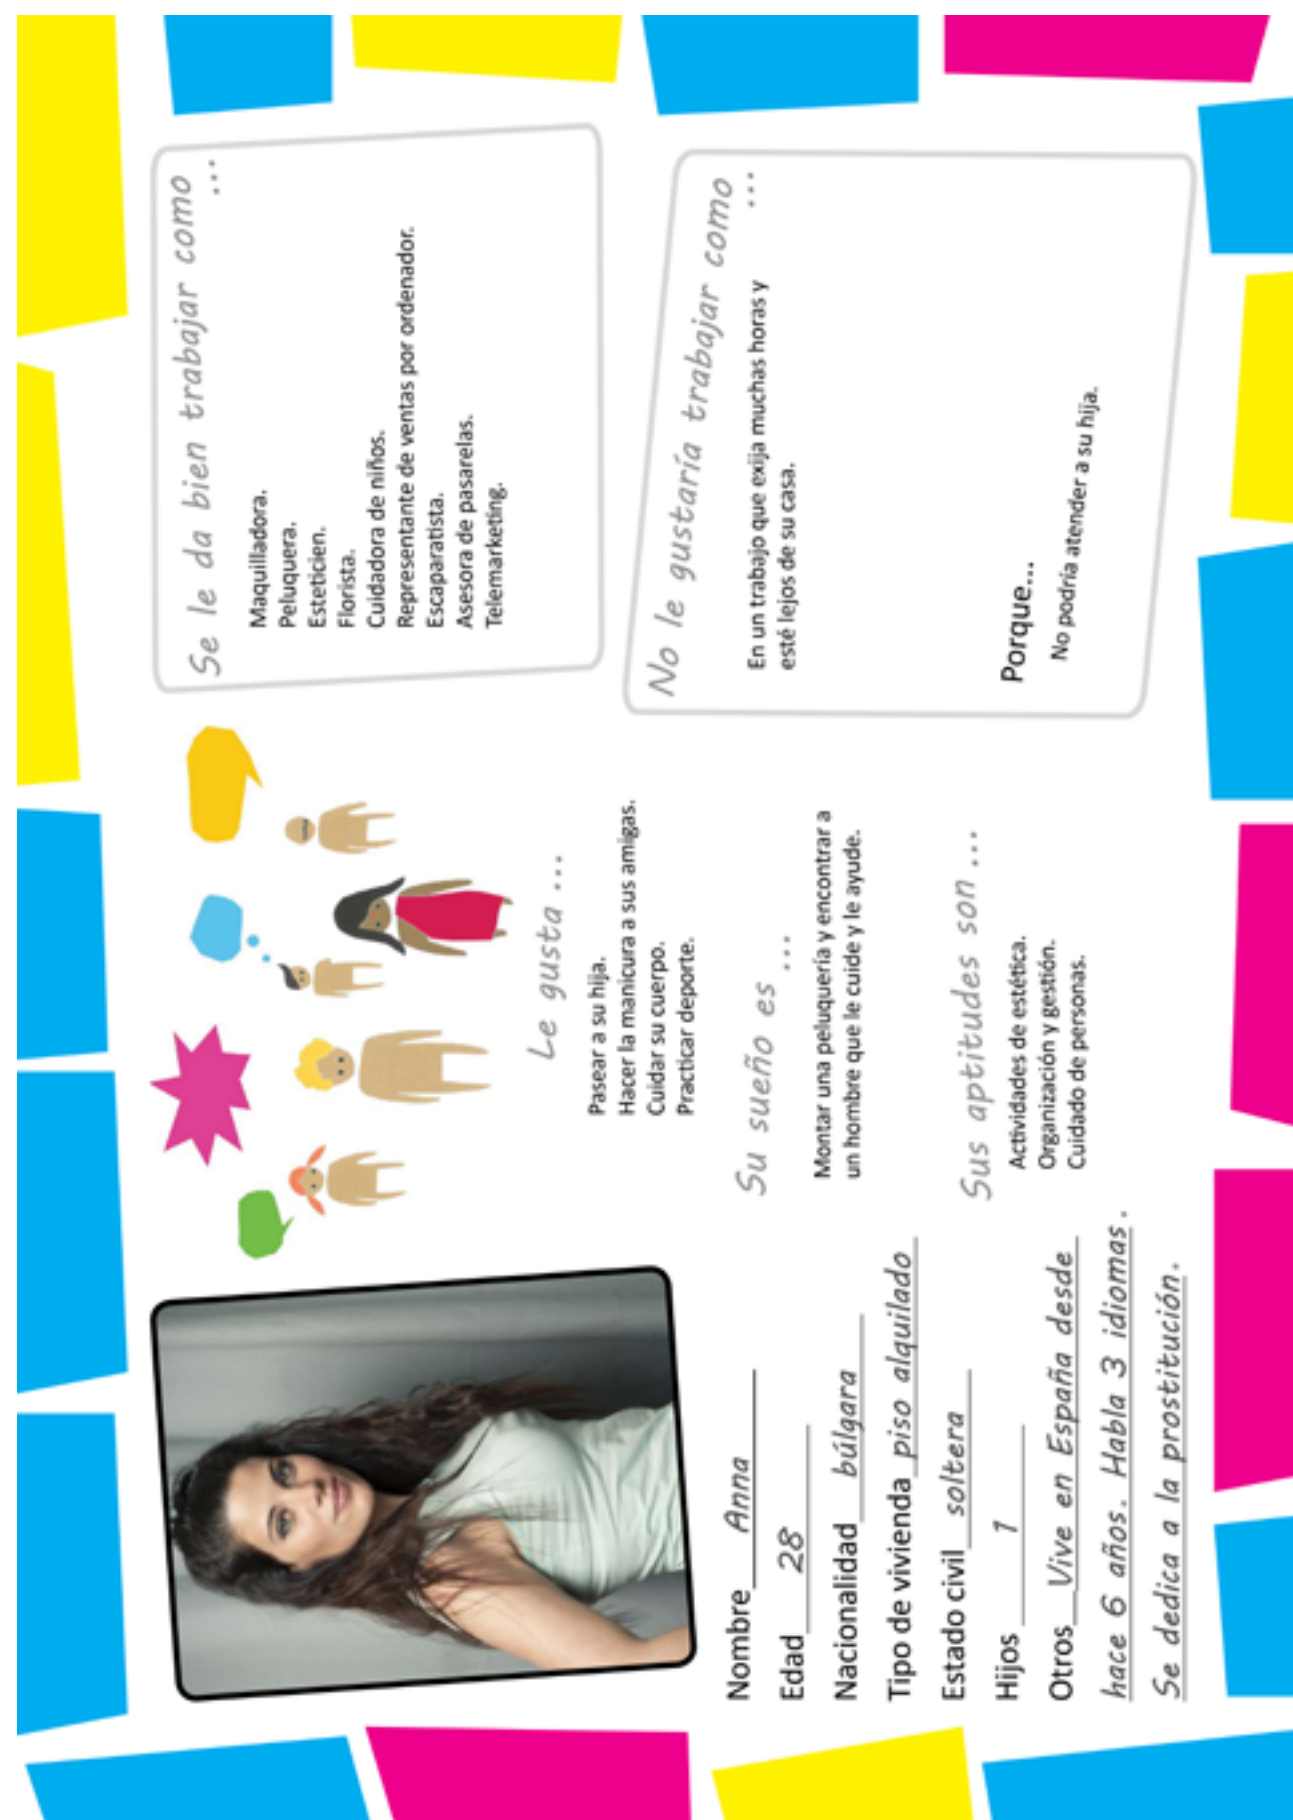 Nombre Anna
Edad 28
Nacionalidad búlgara
Tipo de vivienda piso alquilado
Estado civil soltera
Hijos 1
Otros Vive en España desde
hace 6 años. Habla 3 idiomas.
Se dedica a la prostitución.
Le gusta ...
Pasear a su hija.
Hacer la manicura a sus amigas.
Cuidar su cuerpo.
Practicar deporte.
Su sueño es ...
Montar una peluquería y encontrar a
un hombre que le cuide y le ayude.
Sus aptitudes son ...
Actividades de estética.
Organización y gestión.
Cuidado de personas.
Se le da bien trabajar como
...
Maquilladora.
Peluquera.
Esteticien.
Florista.
Cuidadora de niños.
Representante de ventas por ordenador.
Escaparatista.
Asesora de pasarelas.
Telemarketing.
No le gustaría trabajar como
...
En un trabajo que exija muchas horas y
esté lejos de su casa.
Porque...
No podría atender a su hija.